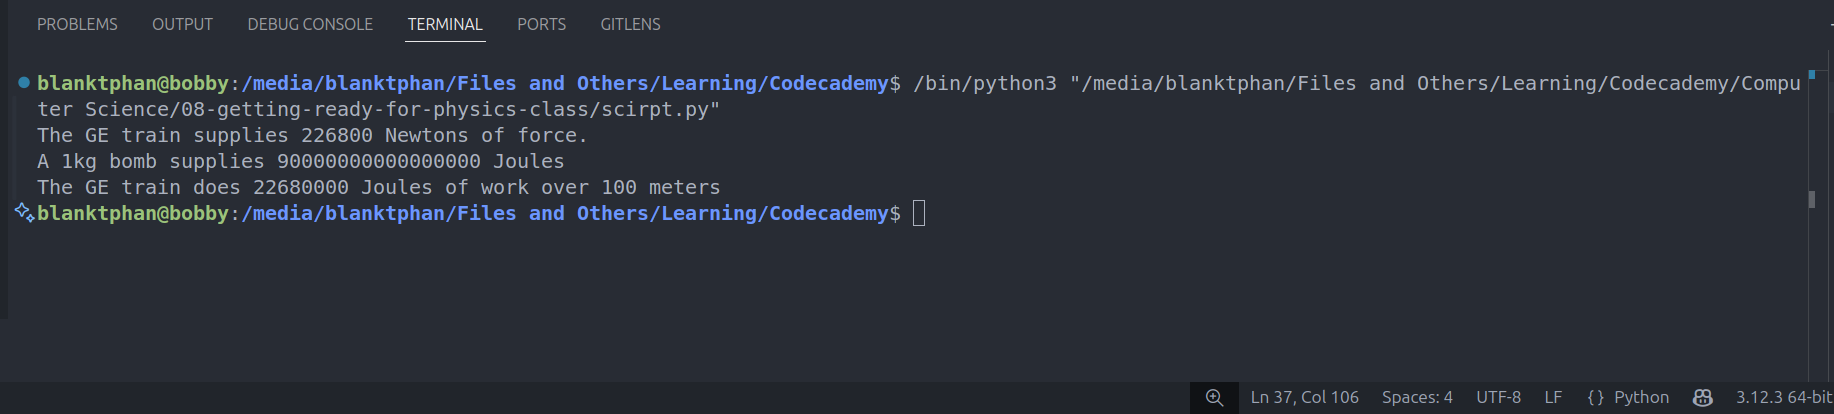 PROBLEMS OUTPUT DEBUG CONSOLE TERMINAL PORTS GITLENS
blanktphan@bobby:/media/blanktphan/Files and Others/Learning/Codecademy$ /bin/python3 "/media/blanktphan/Files and Others/Learning/Codecademy/Compu
ter Science/08-getting-ready-for-physics-class/scirpt.py"
The GE train supplies 226800 Newtons of force.
A 1kg bomb supplies 90000000000000000 Joules
The GE train does 22680000 Joules of work over 100 meters
blanktphan@bobby:/media/blanktphan/Files and Others/Learning/Codecademy$
Ln 37, Col 106 Spaces: 4 UTF-8 LF {} Python 3.12.3 64-bit